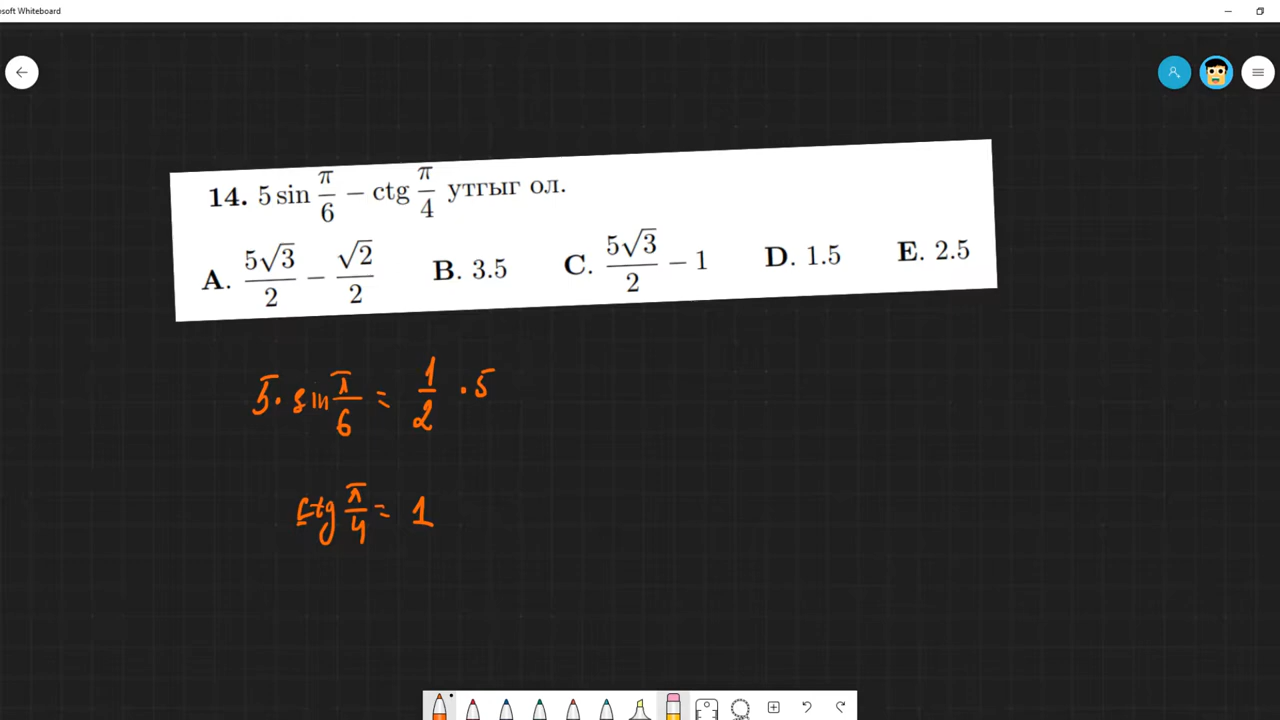 osoft Whiteboard
14. 5 sin π/6 − ctg π/4 утгыг ол.
A. 5√3/2 − √2/2 B. 3.5 C. 5√3/2 − 1 D. 1.5 E. 2.5
5 · sin π/6 = 1/2 · 5
ctg π/4 = 1